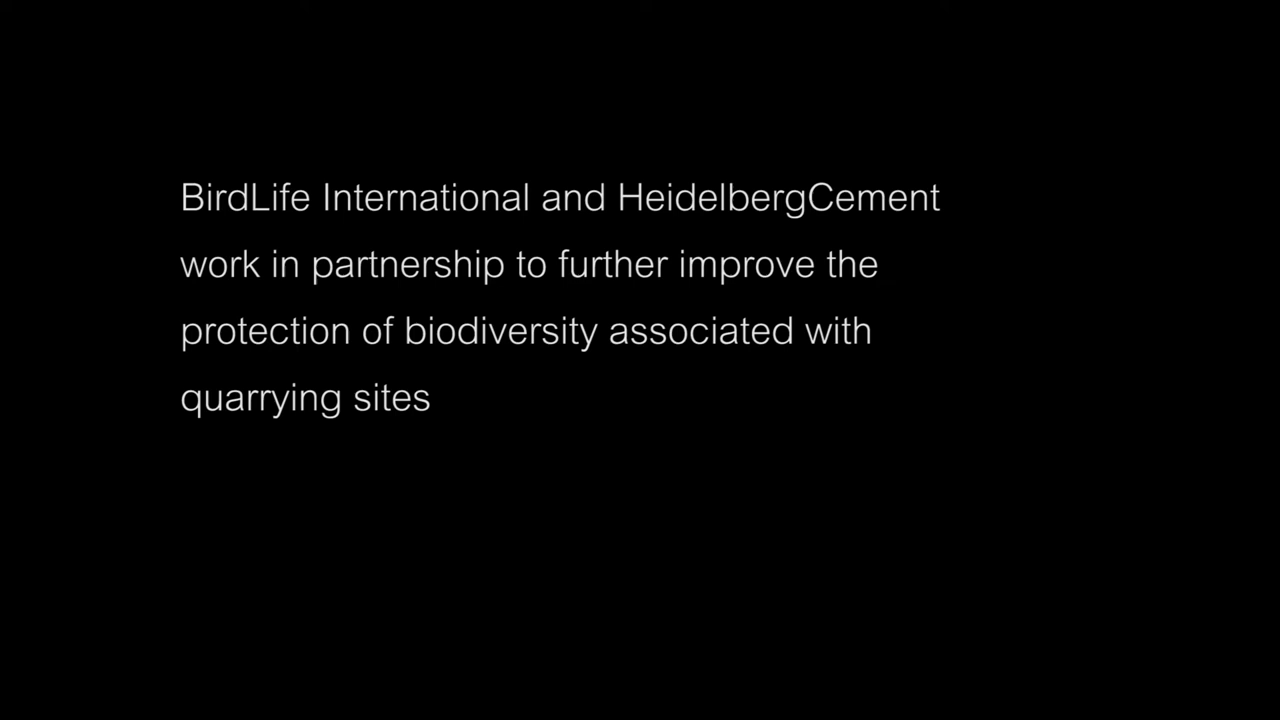 BirdLife International and HeidelbergCement
work in partnership to further improve the
protection of biodiversity associated with
quarrying sites